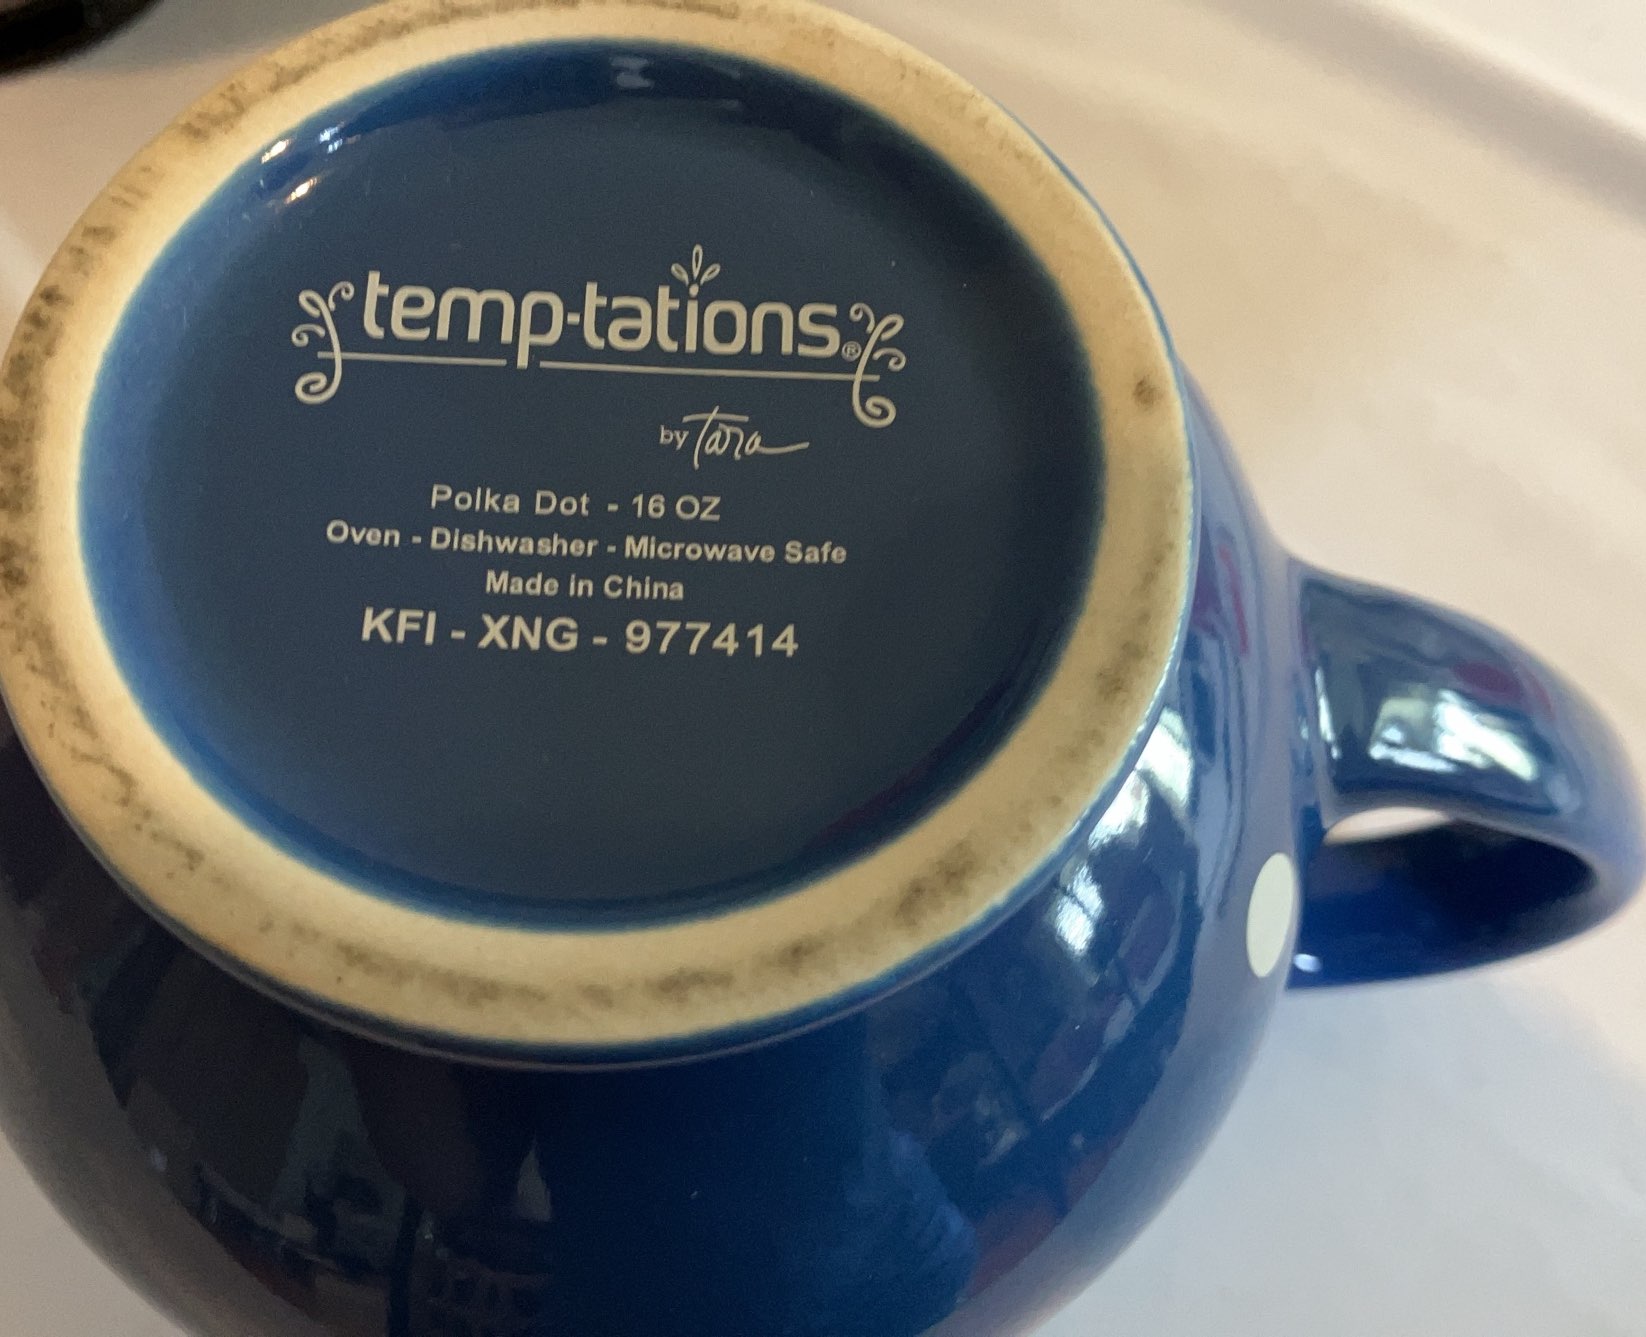 temp-tations®
by Tara
Polka Dot - 16 OZ
Oven - Dishwasher - Microwave Safe
Made in China
KFI - XNG - 977414